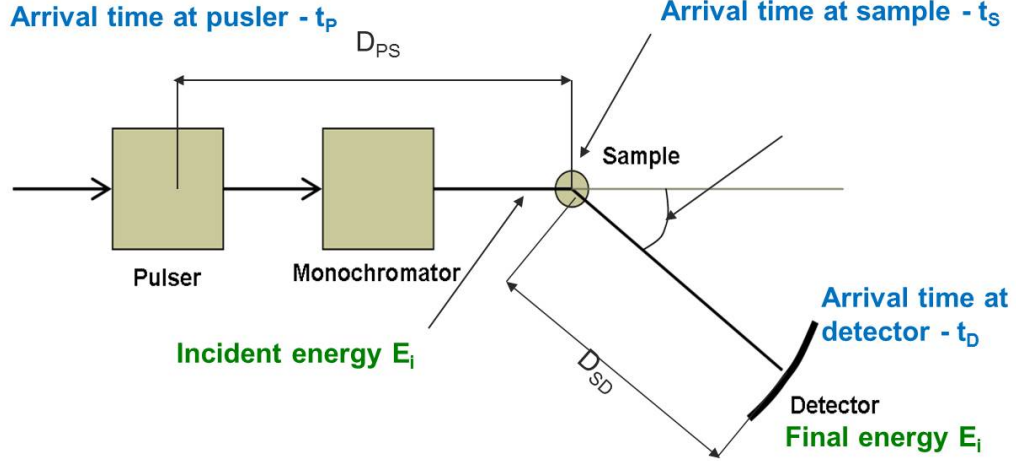 Arrival time at pusler - tP
Arrival time at sample - tS
DPS
Sample
Pulser
Monochromator
Incident energy Ei
Arrival time at
detector - tD
DSD
Detector
Final energy Ei